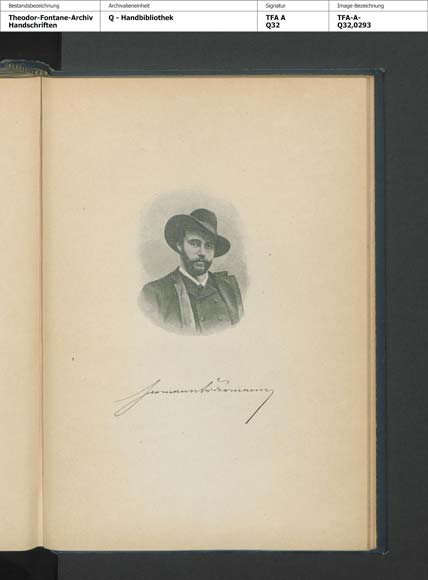 Bestandsbezeichnung Archivalieneinheit Signatur Image-Bezeichnung
Theodor-Fontane-Archiv Q - Handbibliothek TFA A TFA-A-
Handschriften Q32 Q32,0293
Hermann Sudermann